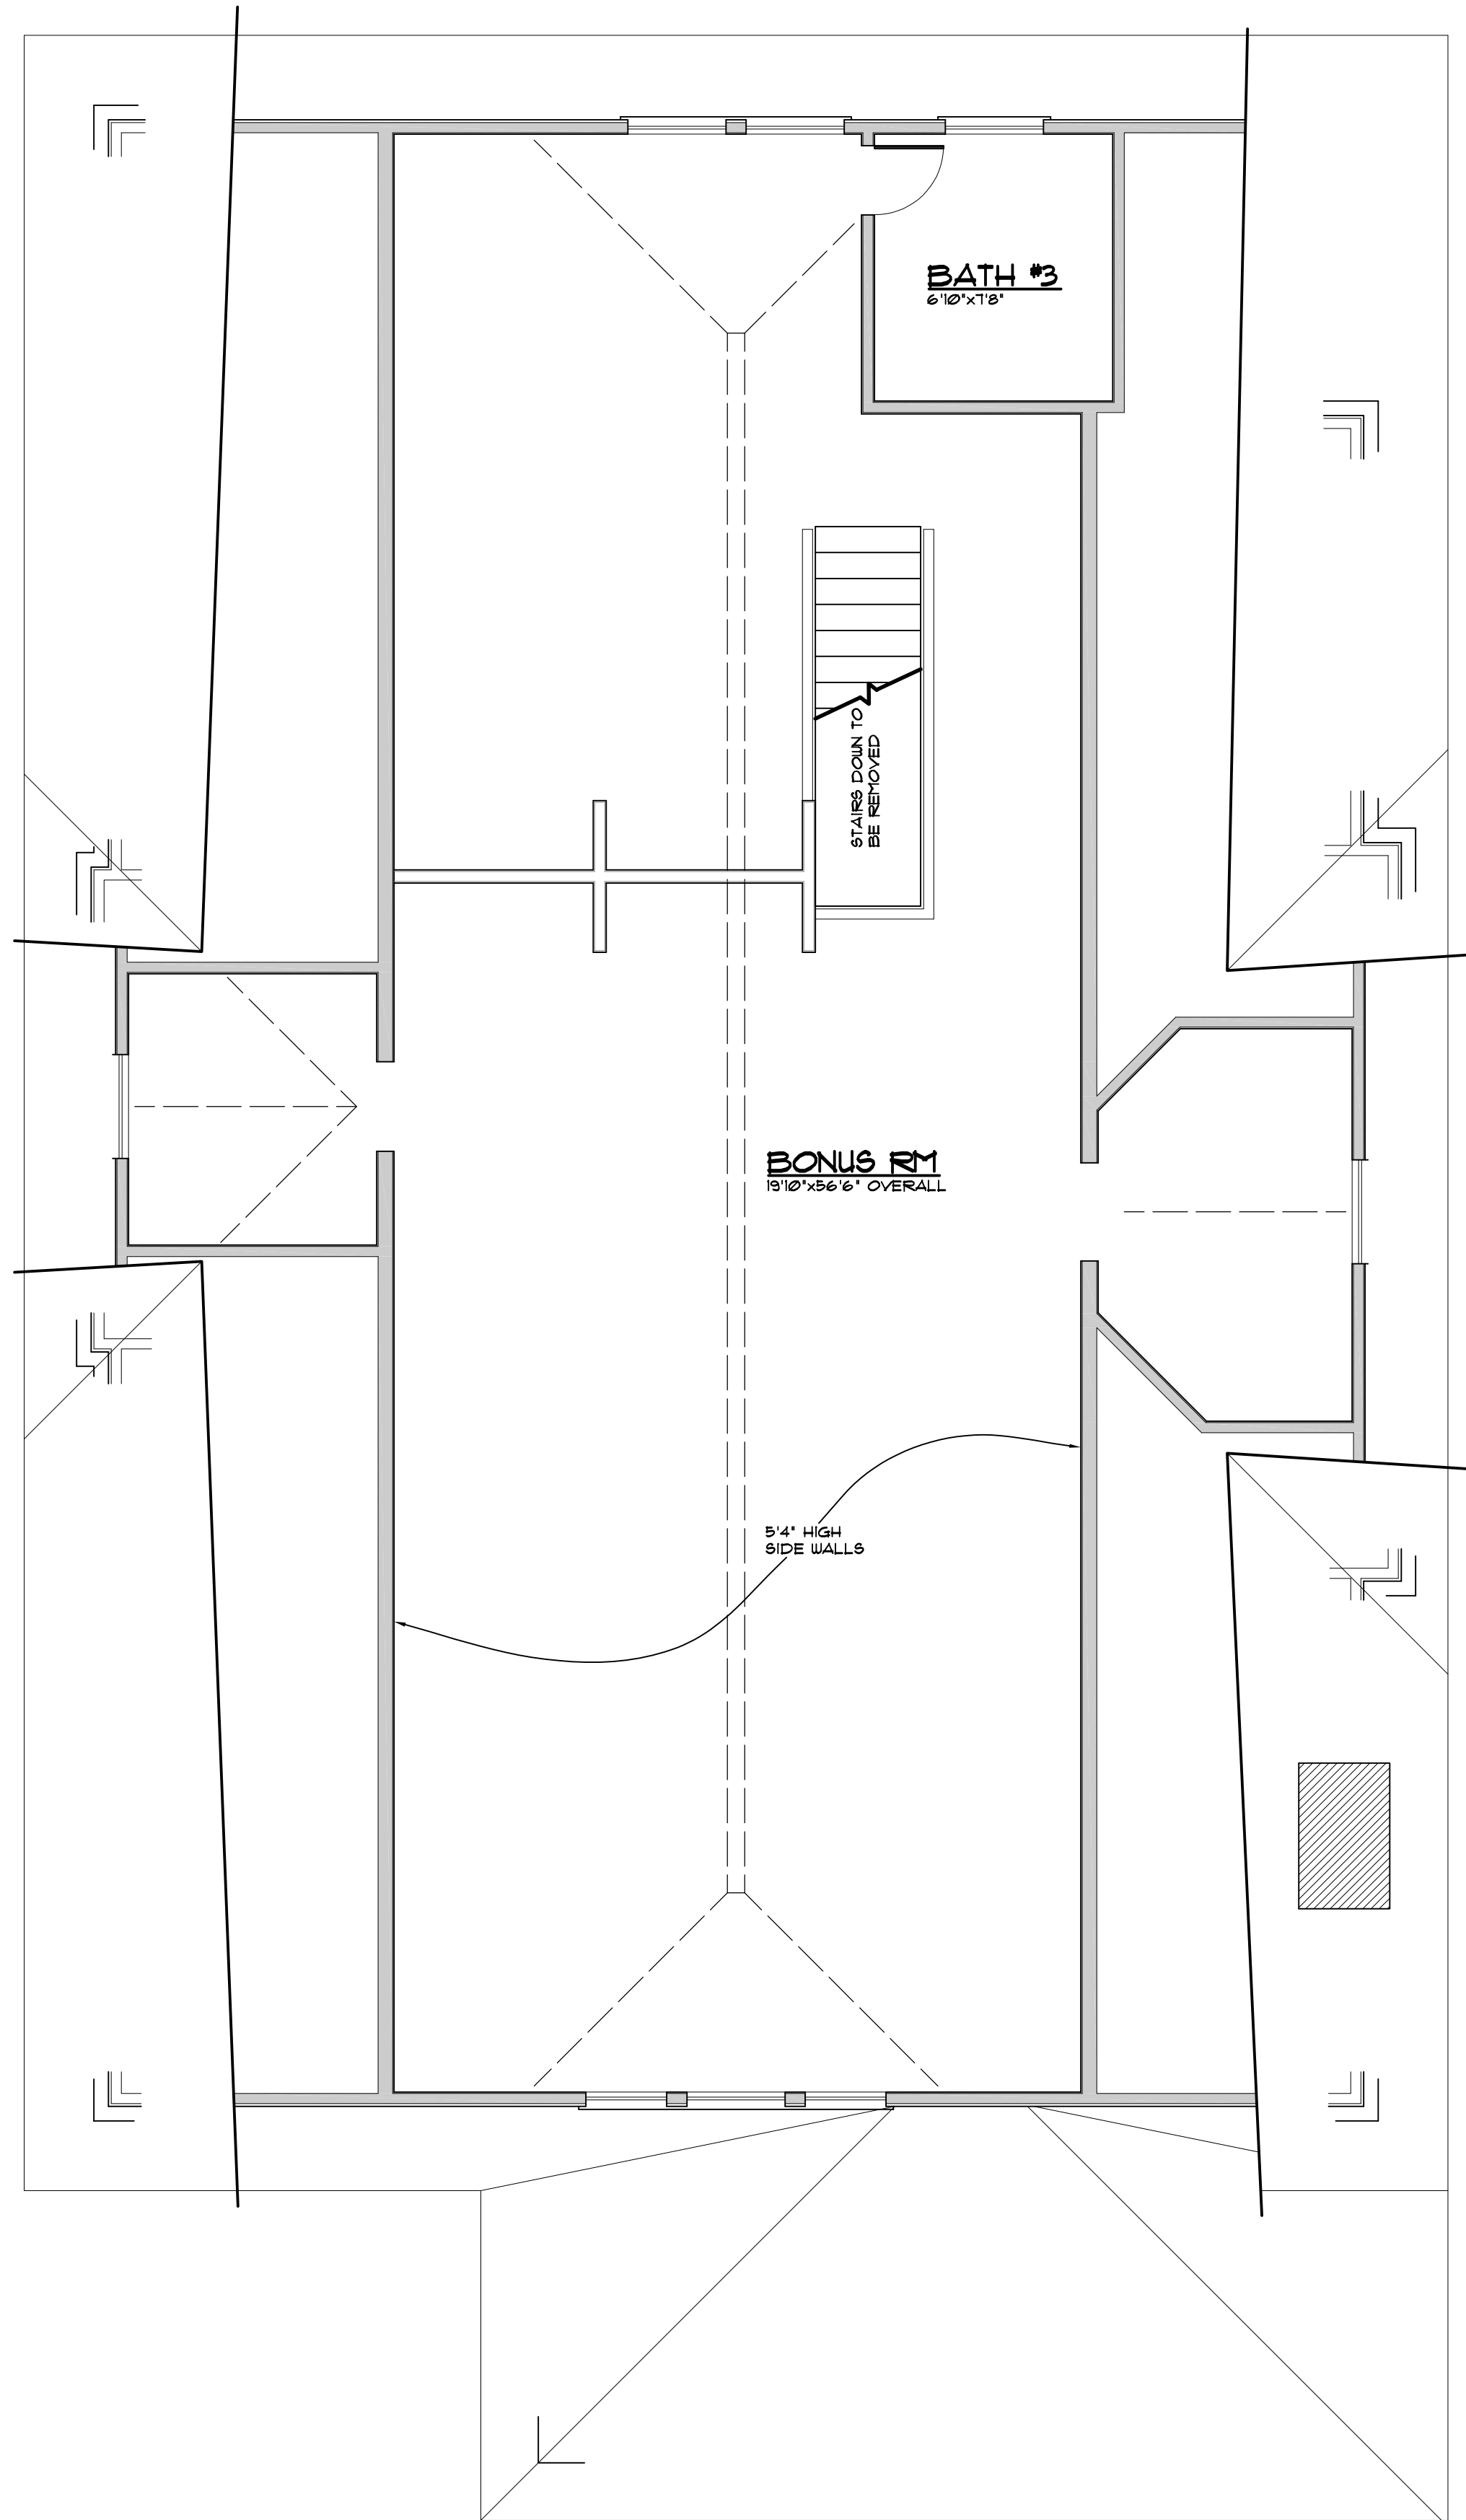 BATH #3
6'10"x7'8"
STAIRS DOWN TO
BE REMOVED
BONUS RM
19'10"x56'6" OVERALL
5'4" HIGH
SIDE WALLS